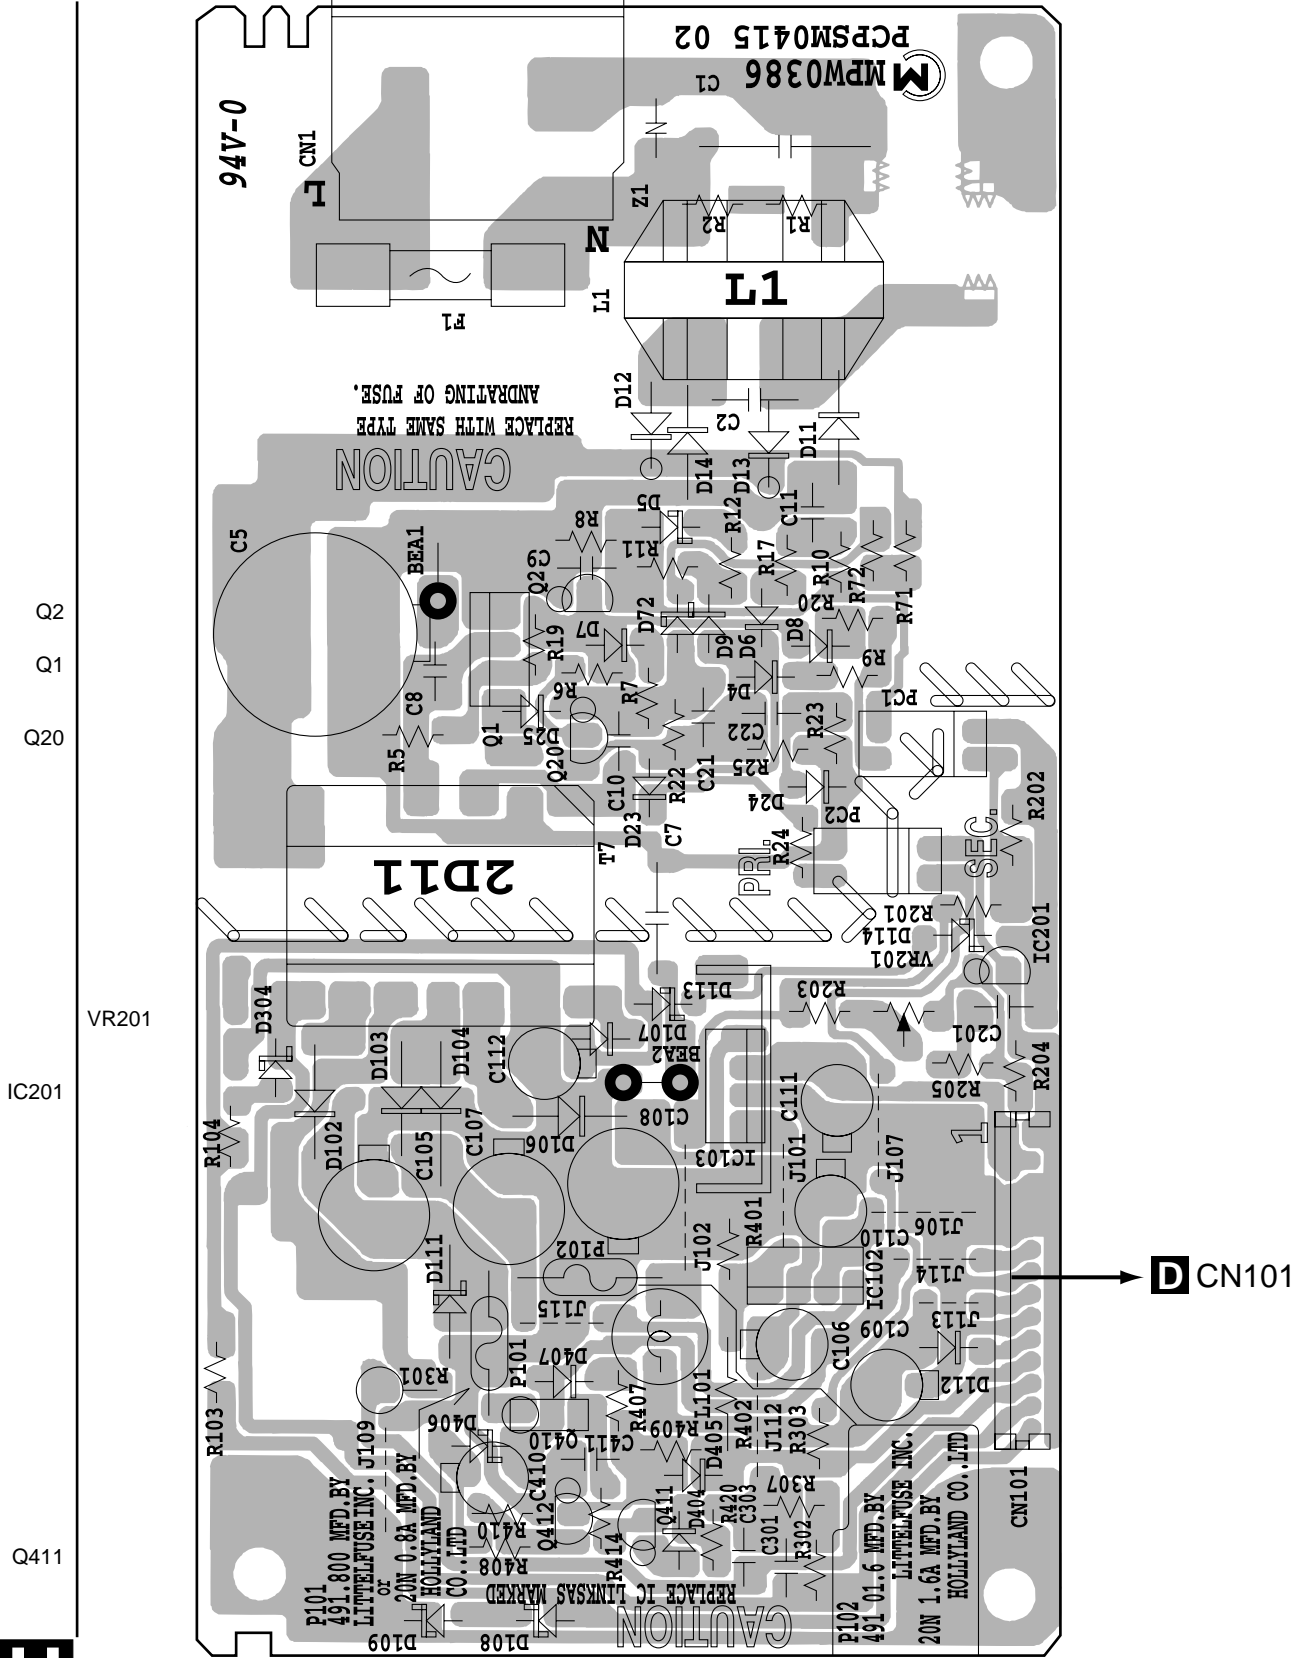 PCPSM0415 02
MPW0386
C1
94V-0
CN1
L
Z1
R2
R1
N
L1
L1
F1
D12
REPLACE WITH SAME TYPE
ANDRATING OF FUSE.
CAUTION
C2
D11
D14
D13
C5
BEA1
R8
D5
R12
C11
C9
R11
R17
R10
R72
Q2
Q2
D72
R20
R71
Q1
R19
D7
D9
D6
D8
R9
C8
R6
R7
D4
PC1
Q20
R5
Q1
D25
Q20
C22
R23
C10
R22
C21
R25
D24
PC2
R202
D23
C7
T7
2D11
PRI.
R24
SEC.
R201
D114
VR201
IC201
VR201
D304
D113
R203
D103
D104
C112
D107
BEA2
C201
IC201
C111
R205
R204
R104
D102
C105
C107
D106
C108
IC103
J101
J107
1
D111
P102
J102
R401
C110
J106
IC102
J114
D CN101
J115
C106
C109
J113
R103
R301
P101
D407
R407
L101
D112
D406
Q410
C411
R409
D405
R402
J112
R303
J109
C410
R307
CN101
Q411
R410
R408
Q412
R414
Q411
D404
R420
C303
C301
R302
P101
491.800 MFD.BY
LITTELFUSE INC.
or
20N 0.8A MFD.BY
HOLLYLAND
CO.,LTD
P102
491 01.6 MFD.BY
LITTELFUSE INC.
20N 1.6A MFD.BY
HOLLYLAND CO.,LTD
D109
D108
CAUTION
REPLACE IC LINKSAS MARKED